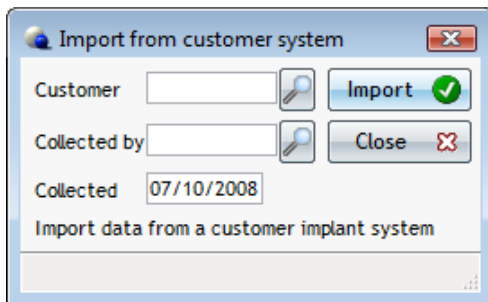 Import from customer system
Customer Import
Collected by Close
Collected 07/10/2008
Import data from a customer implant system